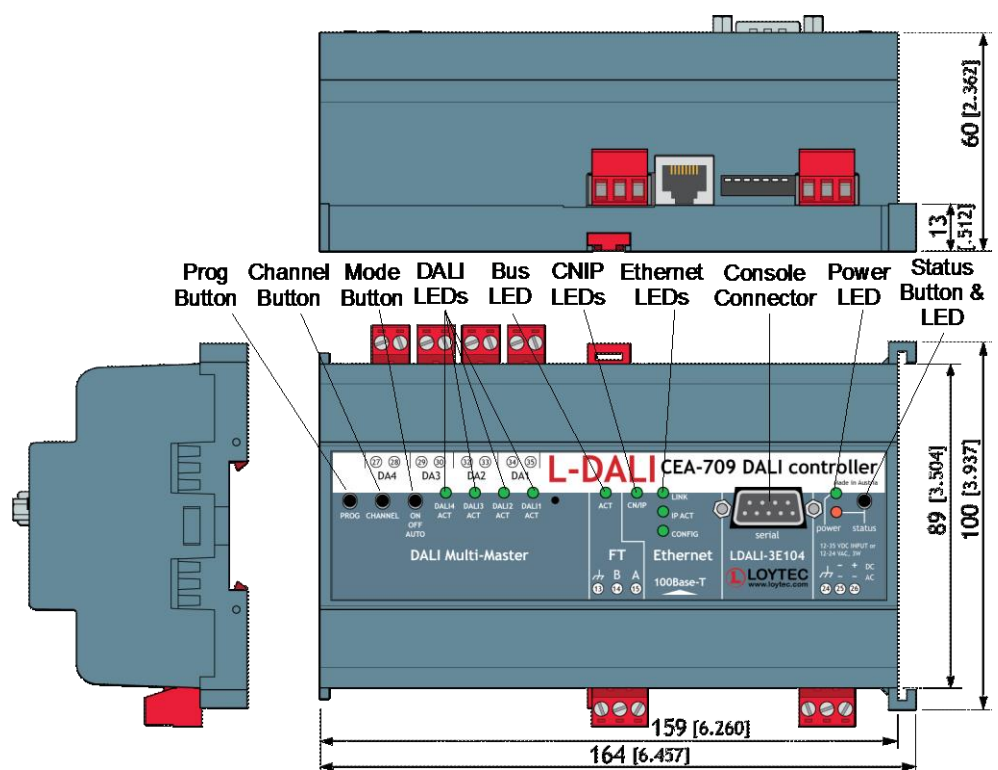 60 [2.362]
13
[.512]
Prog
Button
Channel
Button
Mode
Button
DALI
LEDs
Bus
LED
CNIP
LEDs
Ethernet
LEDs
Console
Connector
Power
LED
Status
Button &
LED
27 28
DA4
29 30
DA3
32 33
DA2
34 35
DA1
L-DALI CEA-709 DALI controller
Made in Austria
PROG
CHANNEL
ON
OFF
AUTO
DALI4
ACT
DALI3
ACT
DALI2
ACT
DALI1
ACT
ACT
CN/IP
LINK
IP ACT
CONFIG
serial
power
status
DALI Multi-Master
FT
B A
13 14 15
Ethernet
100Base-T
LDALI-3E104
LOYTEC
www.loytec.com
12-35 VDC INPUT or
12-24 VAC, 3W
- + DC
- ~ AC
24 25 26
89 [3.504]
100 [3.937]
159 [6.260]
164 [6.457]